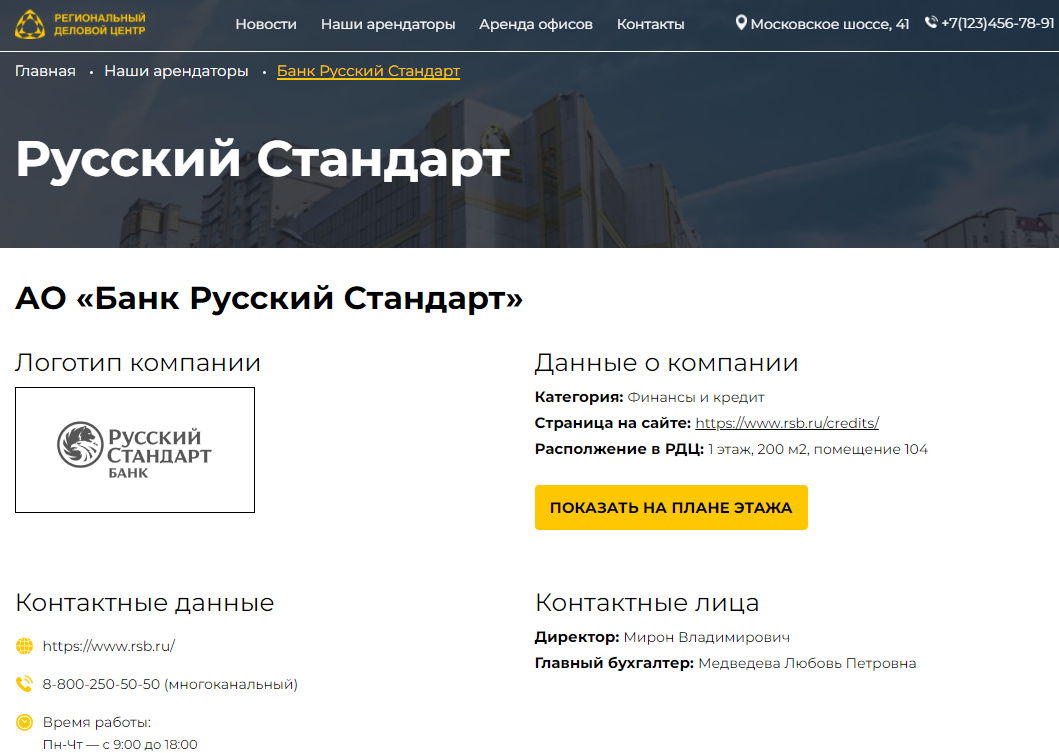 РЕГИОНАЛЬНЫЙ
ДЕЛОВОЙ ЦЕНТР
Новости Наши арендаторы Аренда офисов Контакты Московское шоссе, 41 +7(123)456-78-91
Главная • Наши арендаторы • Банк Русский Стандарт
Русский Стандарт
АО «Банк Русский Стандарт»
Логотип компании
РУССКИЙ
СТАНДАРТ
БАНК
Данные о компании
Категория: Финансы и кредит
Страница на сайте: https://www.rsb.ru/credits/
Расположение в РДЦ: 1 этаж, 200 м2, помещение 104
ПОКАЗАТЬ НА ПЛАНЕ ЭТАЖА
Контактные данные
https://www.rsb.ru/
8-800-250-50-50 (многоканальный)
Время работы:
Пн-Чт — с 9:00 до 18:00
Контактные лица
Директор: Мирон Владимирович
Главный бухгалтер: Медведева Любовь Петровна